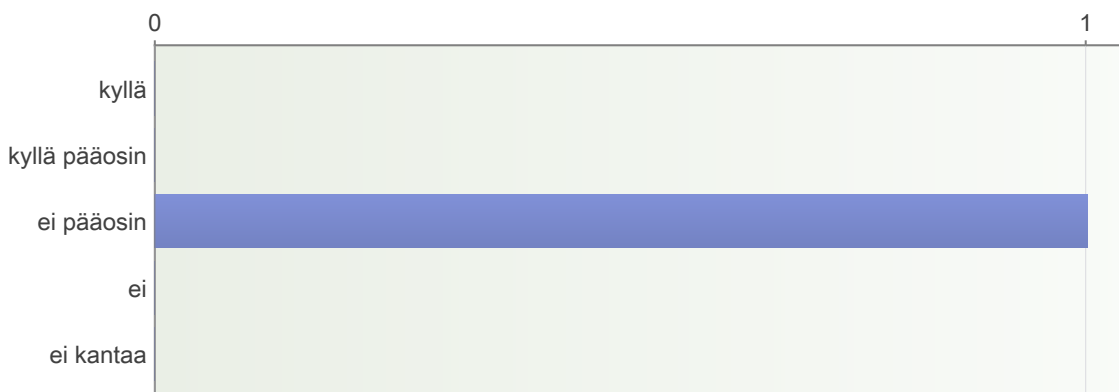 0 1
kyllä
kyllä pääosin
ei pääosin
ei
ei kantaa